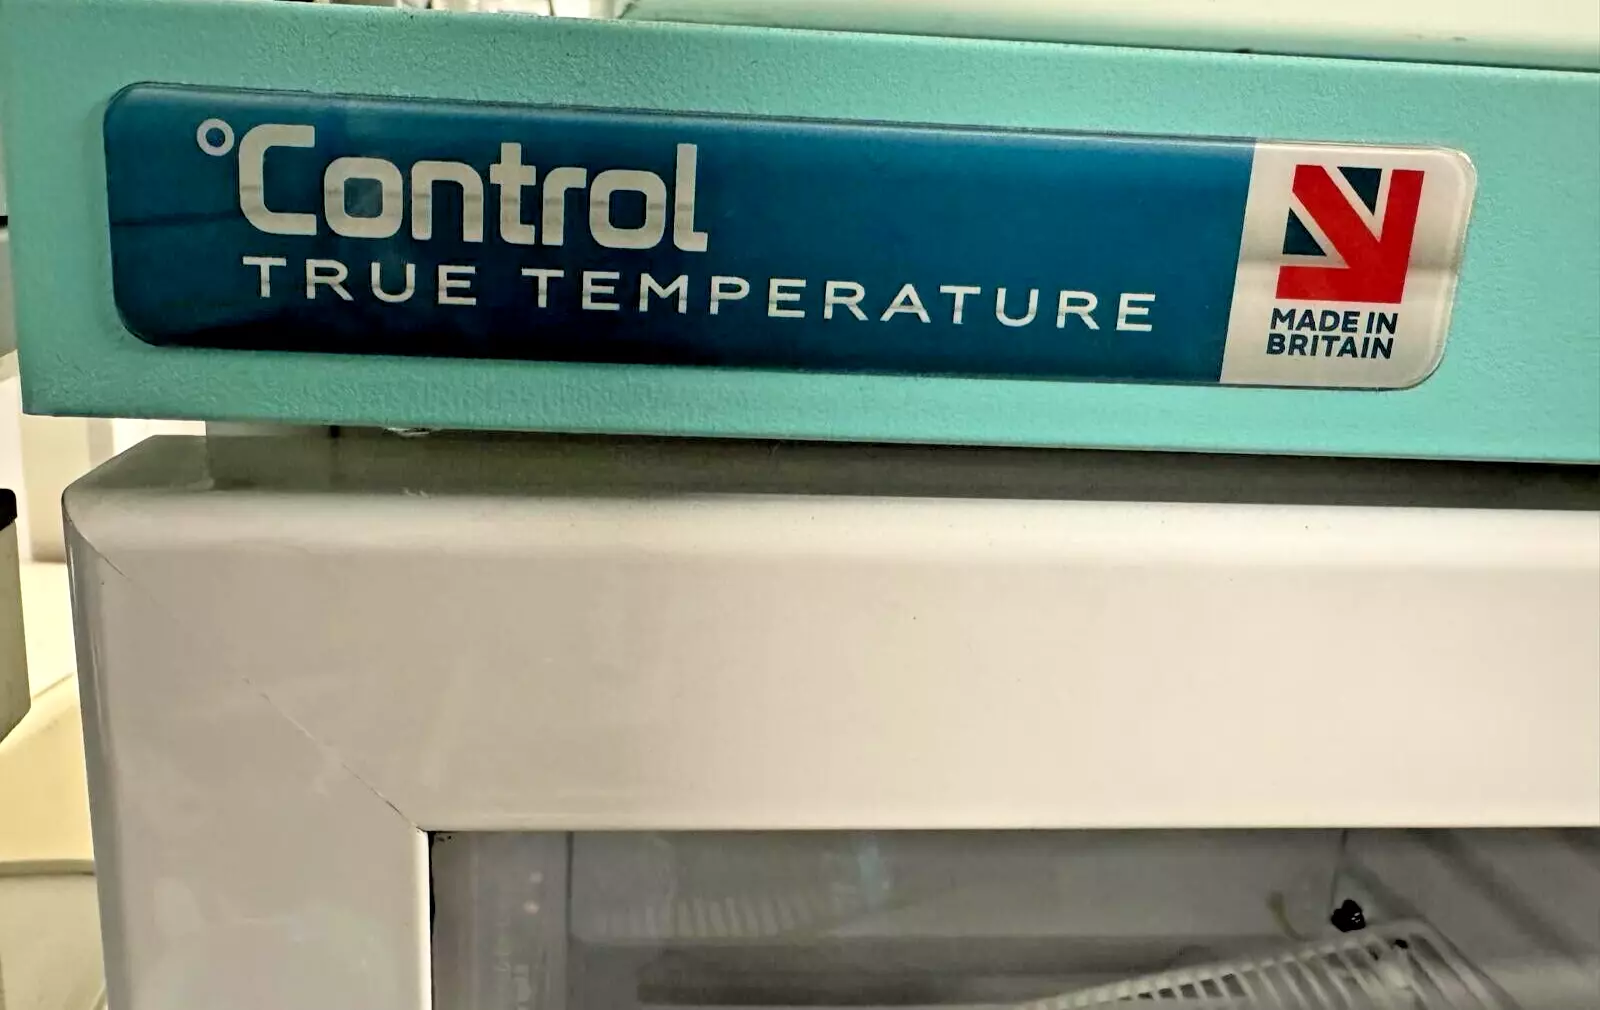 °Control
TRUE TEMPERATURE
MADE IN
BRITAIN